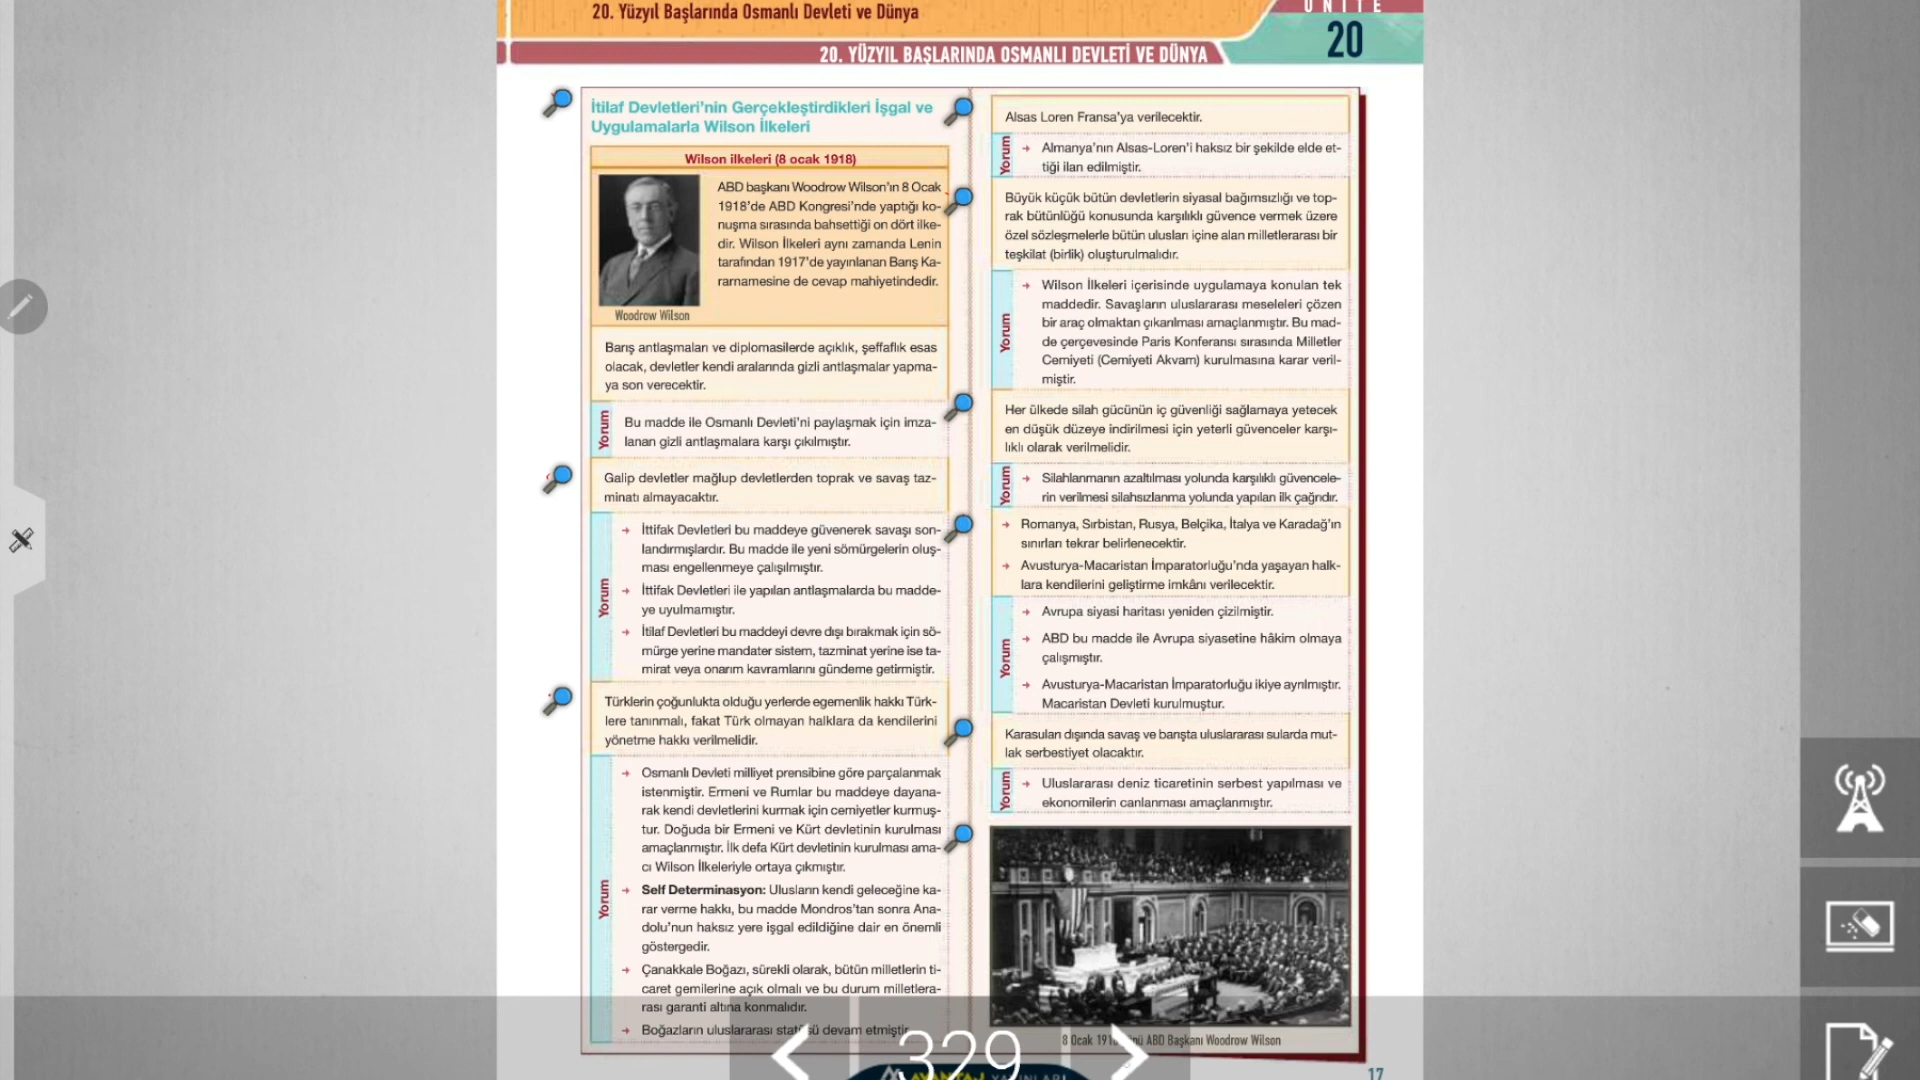 20. Yüzyıl Başlarında Osmanlı Devleti ve Dünya
ÜNİTE
20
20. YÜZYIL BAŞLARINDA OSMANLI DEVLETİ VE DÜNYA
İtilaf Devletleri'nin Gerçekleştirdikleri İşgal ve
Uygulamalarla Wilson İlkeleri
Wilson ilkeleri (8 ocak 1918)
ABD başkanı Woodrow Wilson'ın 8 Ocak
1918'de ABD Kongresi'nde yaptığı ko-
nuşma sırasında bahsettiği on dört ilke-
dir. Wilson İlkeleri aynı zamanda Lenin
tarafından 1917'de yayınlanan Barış Ka-
rarnamesine de cevap mahiyetindedir.
Woodrow Wilson
Barış antlaşmaları ve diplomasilerde açıklık, şeffaflık esas
olacak, devletler kendi aralarında gizli antlaşmalar yapma-
ya son verecektir.
Yorum
Bu madde ile Osmanlı Devleti'ni paylaşmak için imza-
lanan gizli antlaşmalara karşı çıkılmıştır.
Galip devletler mağlup devletlerden toprak ve savaş taz-
minatı almayacaktır.
Yorum
→ İttifak Devletleri bu maddeye güvenerek savaşı son-
landırmışlardır. Bu madde ile yeni sömürgelerin oluş-
ması engellenmeye çalışılmıştır.
→ İttifak Devletleri ile yapılan antlaşmalarda bu madde-
ye uyulmamıştır.
→ İtilaf Devletleri bu maddeyi devre dışı bırakmak için sö-
mürge yerine mandater sistem, tazminat yerine ise ta-
mirat veya onarım kavramlarını gündeme getirmiştir.
Türklerin çoğunlukta olduğu yerlerde egemenlik hakkı Türk-
lere tanınmalı, fakat Türk olmayan halklara da kendilerini
yönetme hakkı verilmelidir.
Yorum
→ Osmanlı Devleti milliyet prensibine göre parçalanmak
istenmiştir. Ermeni ve Rumlar bu maddeye dayana-
rak kendi devletlerini kurmak için cemiyetler kurmuş-
tur. Doğuda bir Ermeni ve Kürt devletinin kurulması
amaçlanmıştır. İlk defa Kürt devletinin kurulması ama-
cı Wilson İlkeleriyle ortaya çıkmıştır.
→ Self Determinasyon: Ulusların kendi geleceğine ka-
rar verme hakkı, bu madde Mondros'tan sonra Ana-
dolu'nun haksız yere işgal edildiğine dair en önemli
göstergedir.
→ Çanakkale Boğazı, sürekli olarak, bütün milletlerin ti-
caret gemilerine açık olmalı ve bu durum milletlera-
rası garanti altına konmalıdır.
→ Boğazların uluslararası statüsü devam etmiştir
Alsas Loren Fransa'ya verilecektir.
Yorum
→ Almanya'nın Alsas-Loren'i haksız bir şekilde elde et-
tiği ilan edilmiştir.
Büyük küçük bütün devletlerin siyasal bağımsızlığı ve top-
rak bütünlüğü konusunda karşılıklı güvence vermek üzere
özel sözleşmelerle bütün ulusları içine alan milletlerarası bir
teşkilat (birlik) oluşturulmalıdır.
Yorum
→ Wilson İlkeleri içerisinde uygulamaya konulan tek
maddedir. Savaşların uluslararası meseleleri çözen
bir araç olmaktan çıkarılması amaçlanmıştır. Bu mad-
de çerçevesinde Paris Konferansı sırasında Milletler
Cemiyeti (Cemiyeti Akvam) kurulmasına karar veril-
miştir.
Her ülkede silah gücünün iç güvenliği sağlamaya yetecek
en düşük düzeye indirilmesi için yeterli güvenceler karşı-
lıklı olarak verilmelidir.
Yorum
→ Silahlanmanın azaltılması yolunda karşılıklı güvencele-
rin verilmesi silahsızlanma yolunda yapılan ilk çağrıdır.
→ Romanya, Sırbistan, Rusya, Belçika, İtalya ve Karadağ'ın
sınırları tekrar belirlenecektir.
→ Avusturya-Macaristan İmparatorluğu'nda yaşayan halk-
lara kendilerini geliştirme imkânı verilecektir.
Yorum
→ Avrupa siyasi haritası yeniden çizilmiştir.
→ ABD bu madde ile Avrupa siyasetine hâkim olmaya
çalışmıştır.
→ Avusturya-Macaristan İmparatorluğu ikiye ayrılmıştır.
Macaristan Devleti kurulmuştur.
Karasuları dışında savaş ve barışta uluslararası sularda mut-
lak serbestiyet olacaktır.
Yorum
→ Uluslararası deniz ticaretinin serbest yapılması ve
ekonomilerin canlanması amaçlanmıştır.
8 Ocak 191 nü ABD Başkanı Woodrow Wilson
329
AVANTAJ YAYINLARI
17